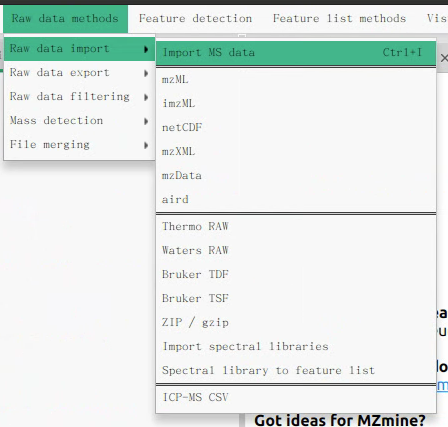 Raw data methods Feature detection Feature list methods Vis
Raw data import
Raw data export
Raw data filtering
Mass detection
File merging
Import MS data Ctrl+I
mzML
imzML
netCDF
mzXML
mzData
aird
Thermo RAW
Waters RAW
Bruker TDF
Bruker TSF
ZIP / gzip
Import spectral libraries
Spectral library to feature list
ICP-MS CSV
Got ideas for MZmine?